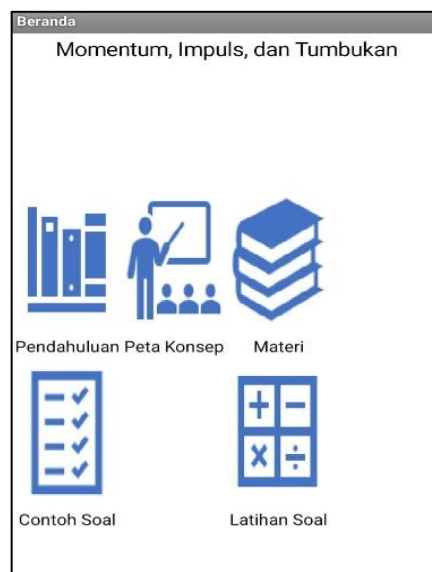 Beranda
Momentum, Impuls, dan Tumbukan
Pendahuluan Peta Konsep Materi
Contoh Soal Latihan Soal